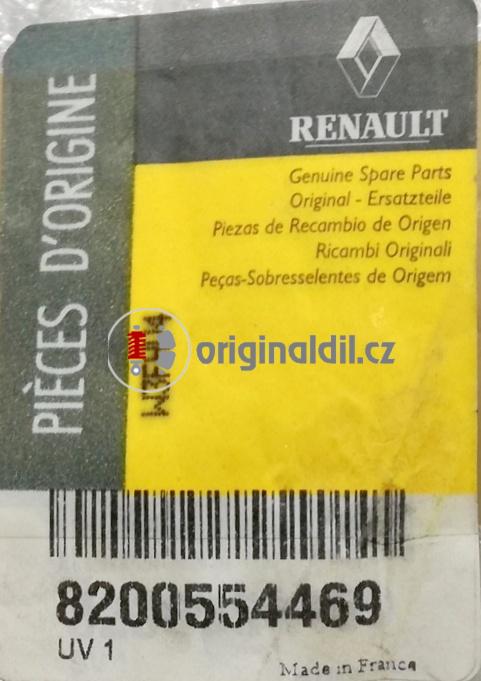 PIÈCES D'ORIGINE
RENAULT
Genuine Spare Parts
Original - Ersatzteile
Piezas de Recambio de Origen
Ricambi Originali
Peças-Sobresselentes de Origem
originaldil.cz
8200554469
UV 1
Made in France